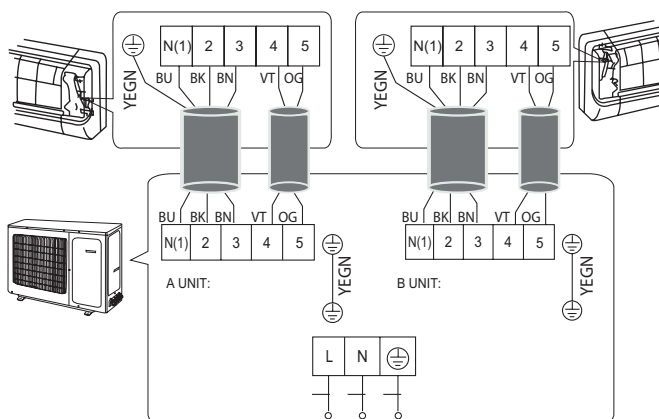 N(1) 2 3 4 5
BU BK BN VT OG
YEGN
N(1) 2 3 4 5
BU BK BN VT OG
YEGN
BU BK BN VT OG
N(1) 2 3 4 5
A UNIT:
YEGN
BU BK BN VT OG
N(1) 2 3 4 5
B UNIT:
YEGN
L N